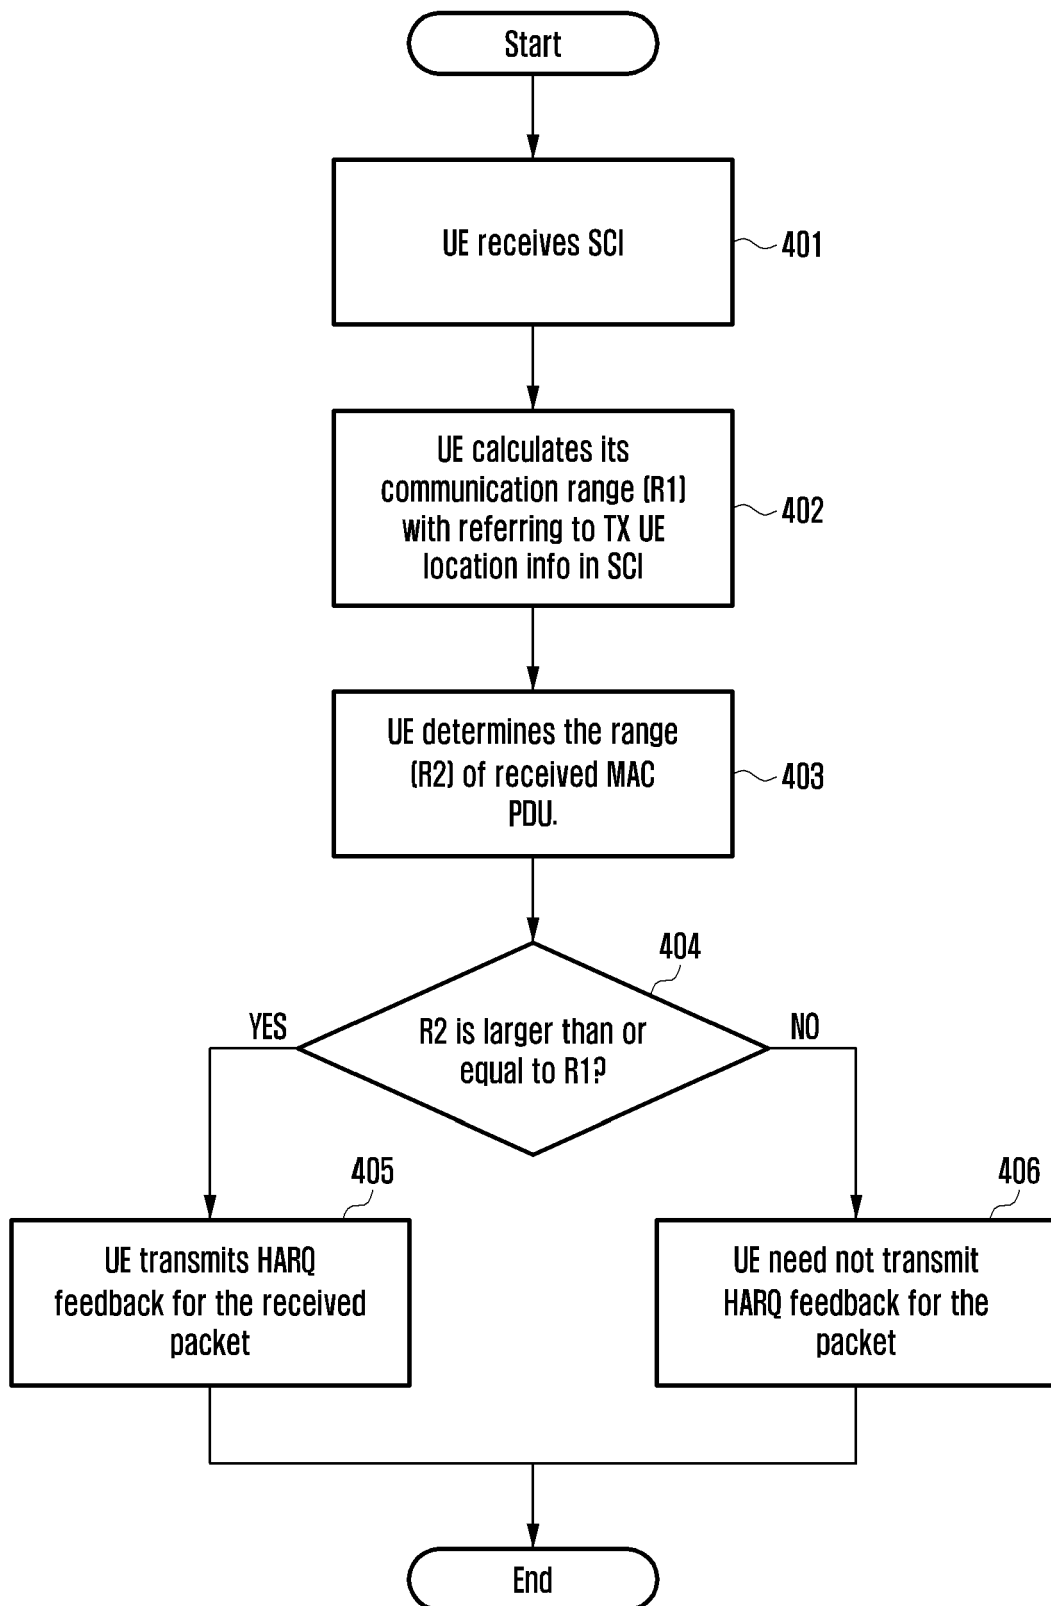 Start
UE receives SCI
401
UE calculates its
communication range (R1)
with referring to TX UE
location info in SCI
402
UE determines the range
(R2) of received MAC
PDU.
403
404
R2 is larger than or
equal to R1?
YES
NO
405
UE transmits HARQ
feedback for the received
packet
406
UE need not transmit
HARQ feedback for the
packet
End